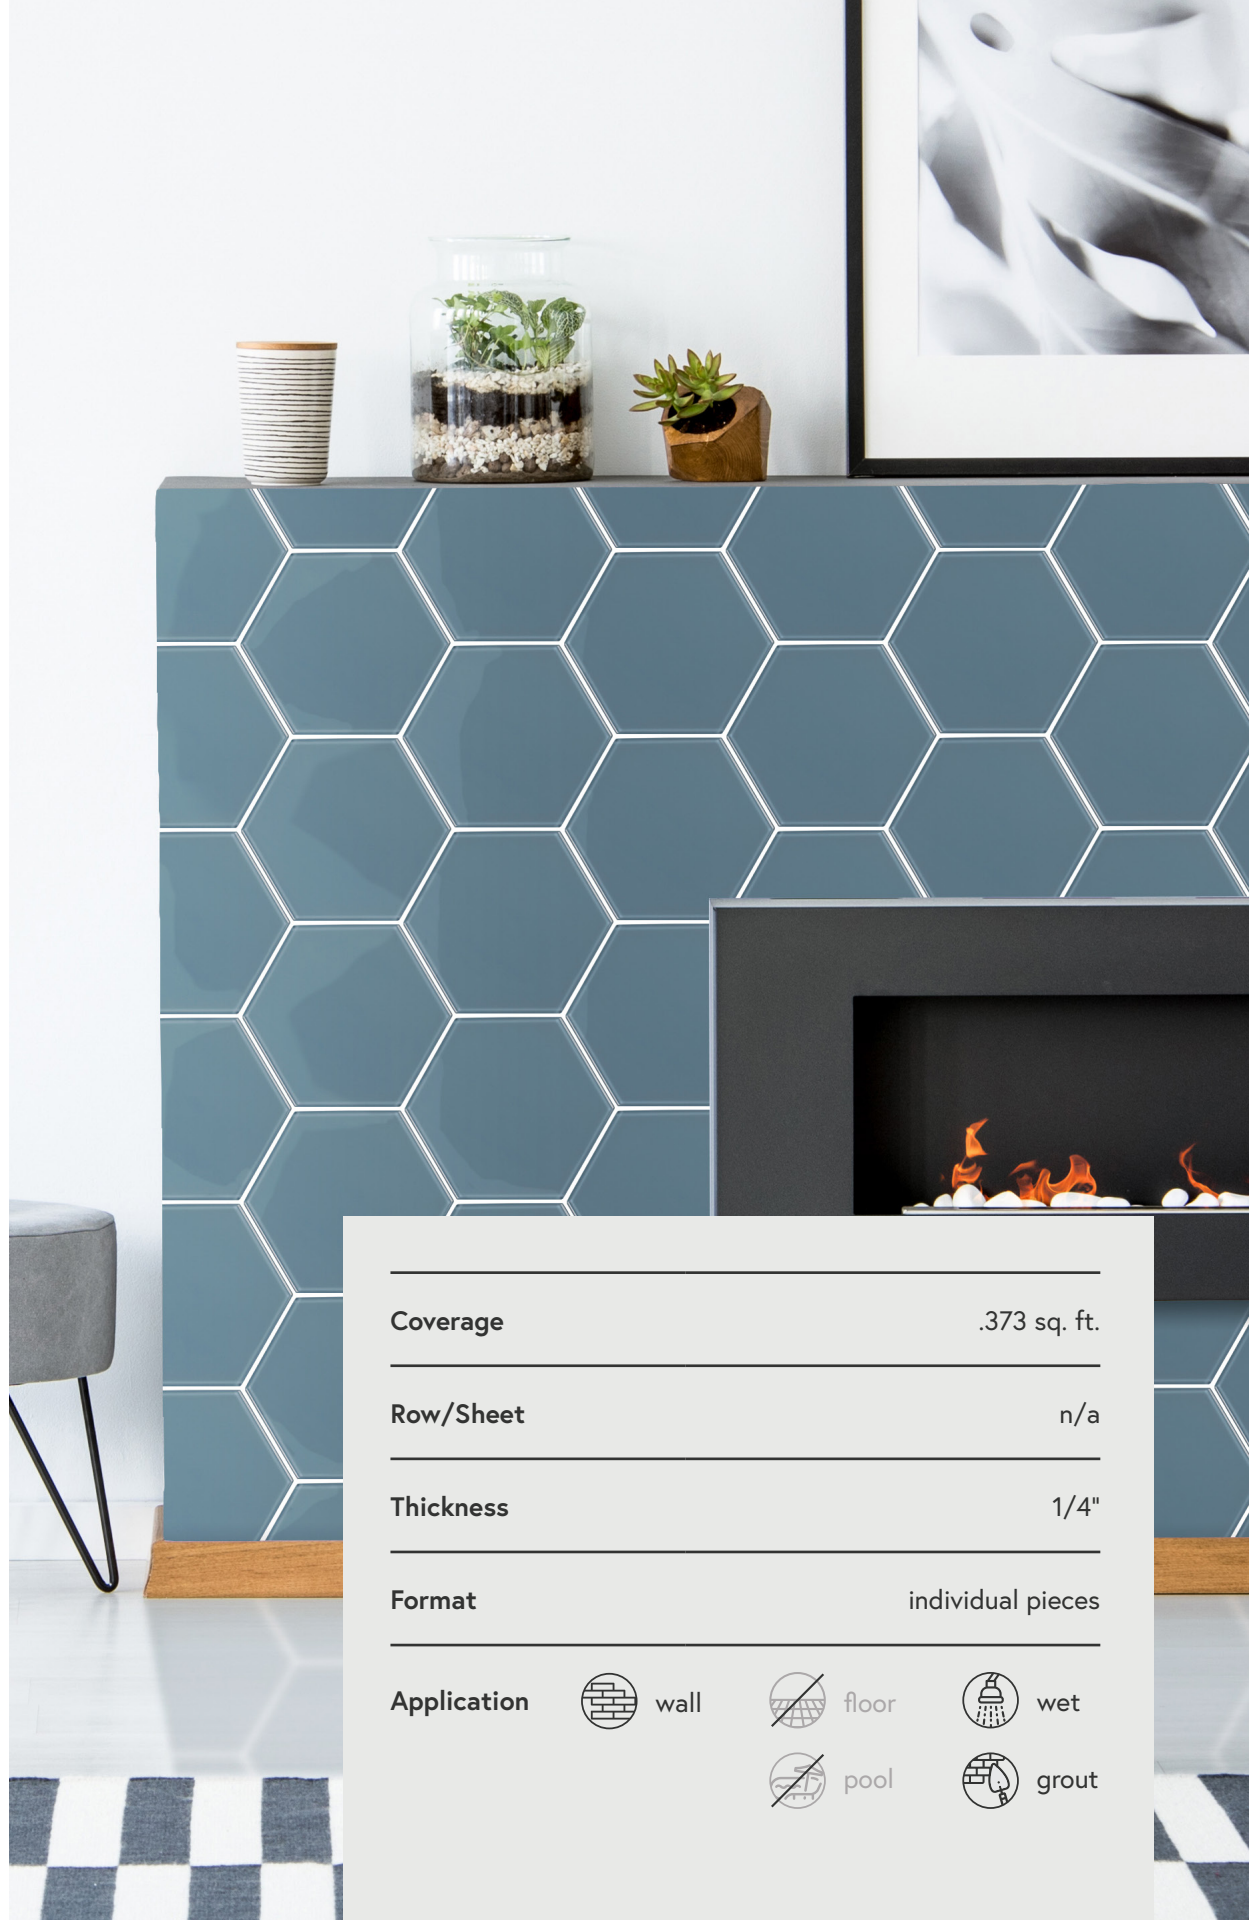 Coverage .373 sq. ft.
Row/Sheet n/a
Thickness 1/4"
Format individual pieces
Application wall floor wet
pool grout